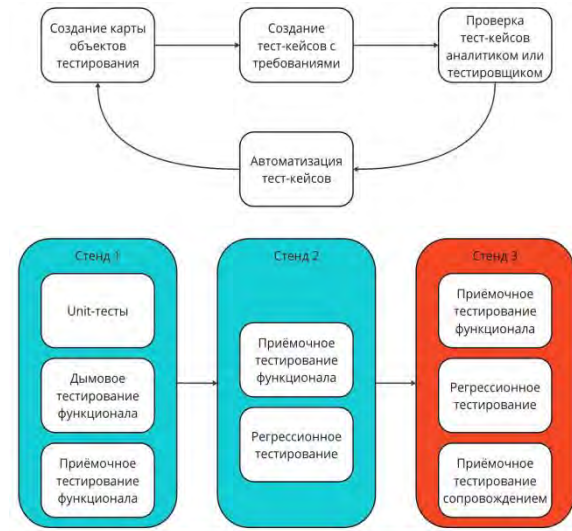 Создание карты
объектов
тестирования
Создание
тест-кейсов с
требованиями
Проверка
тест-кейсов
аналитиком или
тестировщиком
Автоматизация
тест-кейсов
Стенд 1
Unit-тесты
Дымовое
тестирование
функционала
Приёмочное
тестирование
функционала
Стенд 2
Приёмочное
тестирование
функционала
Регрессионное
тестирование
Стенд 3
Приёмочное
тестирование
функционала
Регрессионное
тестирование
Приёмочное
тестирование
сопровождением